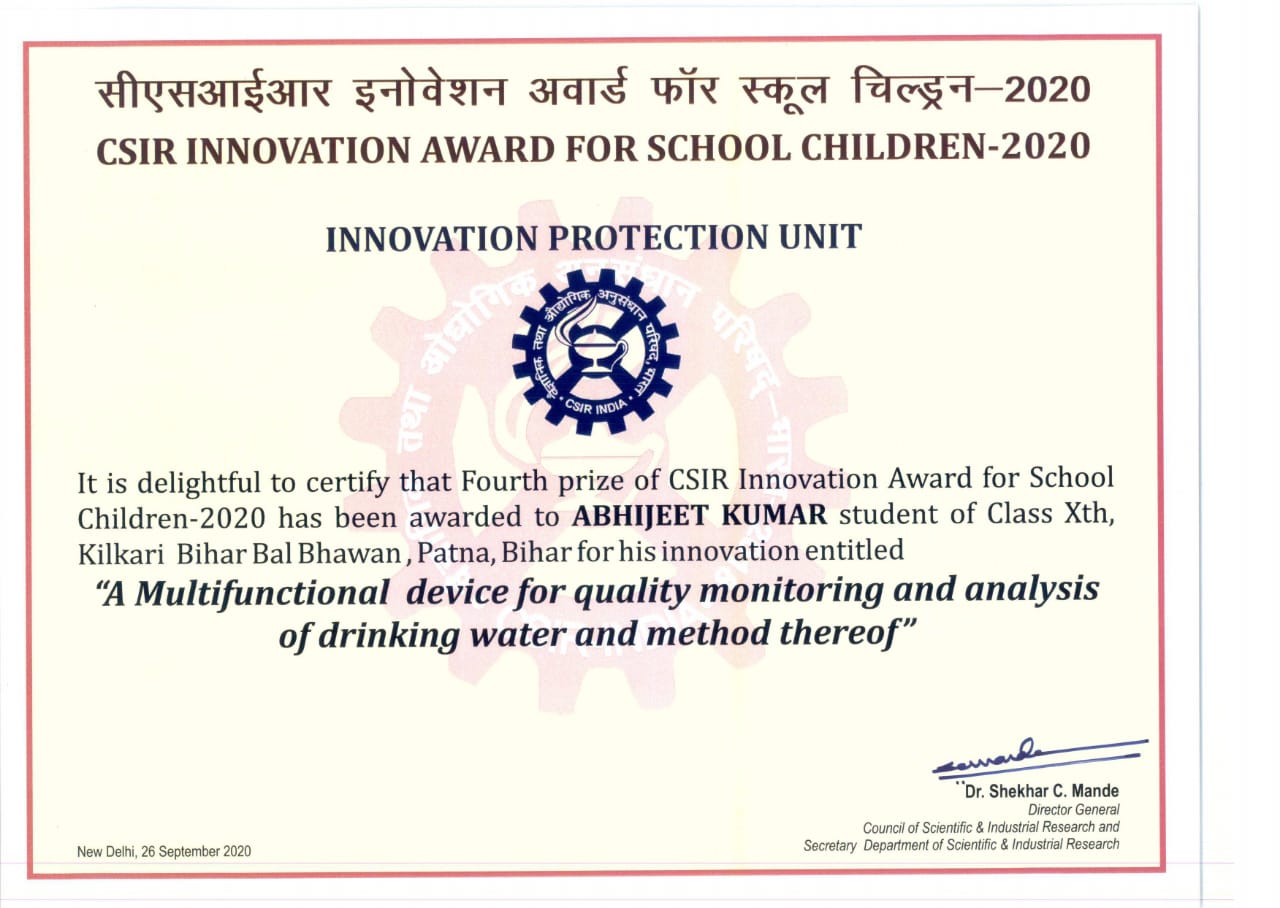 सीएसआईआर इनोवेशन अवार्ड फॉर स्कूल चिल्ड्रन–2020
CSIR INNOVATION AWARD FOR SCHOOL CHILDREN-2020
INNOVATION PROTECTION UNIT
वैज्ञानिक तथा औद्योगिक अनुसंधान परिषद, भारत
CSIR INDIA
It is delightful to certify that Fourth prize of CSIR Innovation Award for School
Children-2020 has been awarded to ABHIJEET KUMAR student of Class Xth,
Kilkari Bihar Bal Bhawan , Patna, Bihar for his innovation entitled
“A Multifunctional device for quality monitoring and analysis
of drinking water and method thereof”
Dr. Shekhar C. Mande
Director General
Council of Scientific & Industrial Research and
Secretary Department of Scientific & Industrial Research
New Delhi, 26 September 2020